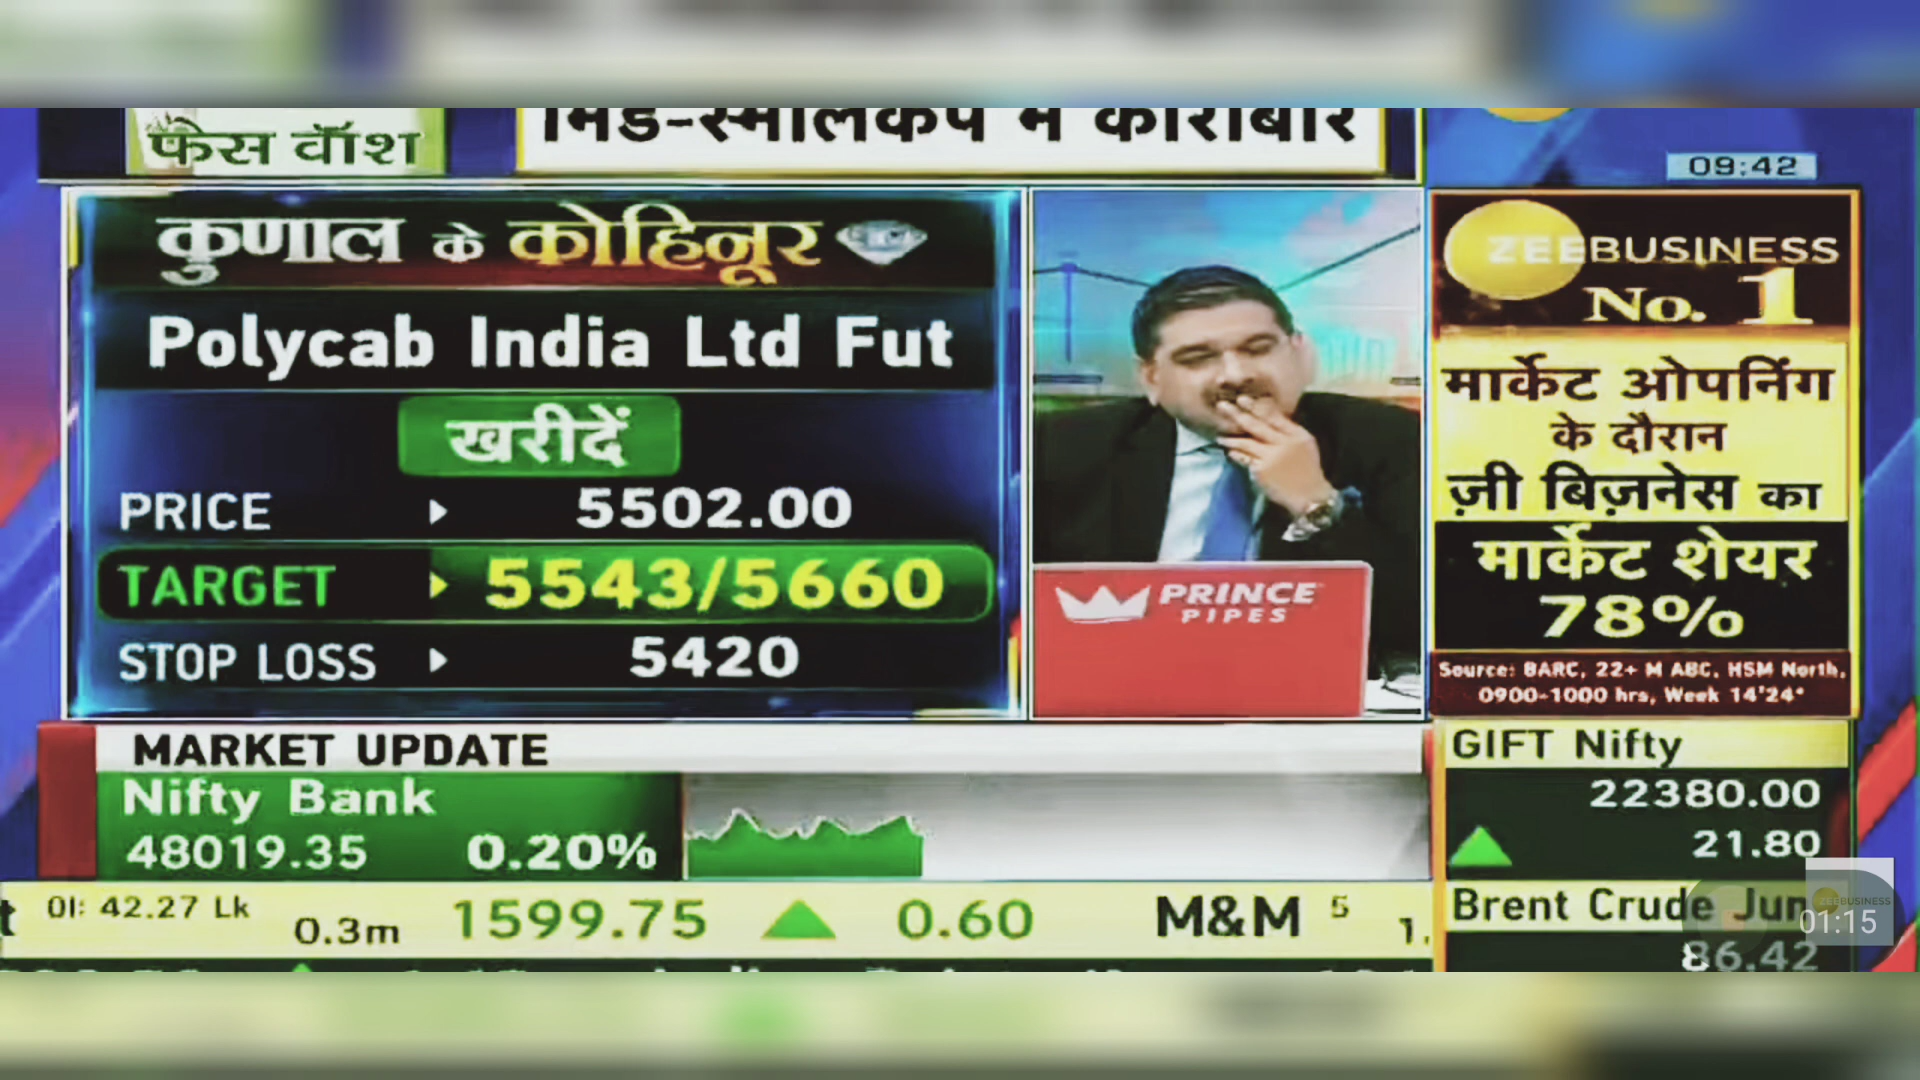 फेस वॉश
मिड-स्मॉलकैप में कारोबार
09:42
कुणाल के कोहिनूर
Polycab India Ltd Fut
खरीदें
PRICE 5502.00
TARGET 5543/5660
STOP LOSS 5420
PRINCE
PIPES
ZEEBUSINESS
No. 1
मार्केट ओपनिंग
के दौरान
ज़ी बिज़नेस का
मार्केट शेयर
78%
Source: BARC, 22+ M ABC, HSM North,
0900-1000 hrs, Week 14'24*
MARKET UPDATE
Nifty Bank
48019.35 0.20%
GIFT Nifty
22380.00
21.80
OI: 42.27 Lk 0.3m 1599.75 0.60 M&M 5
Brent Crude Jun
86.42
ZEEBUSINESS
01:15